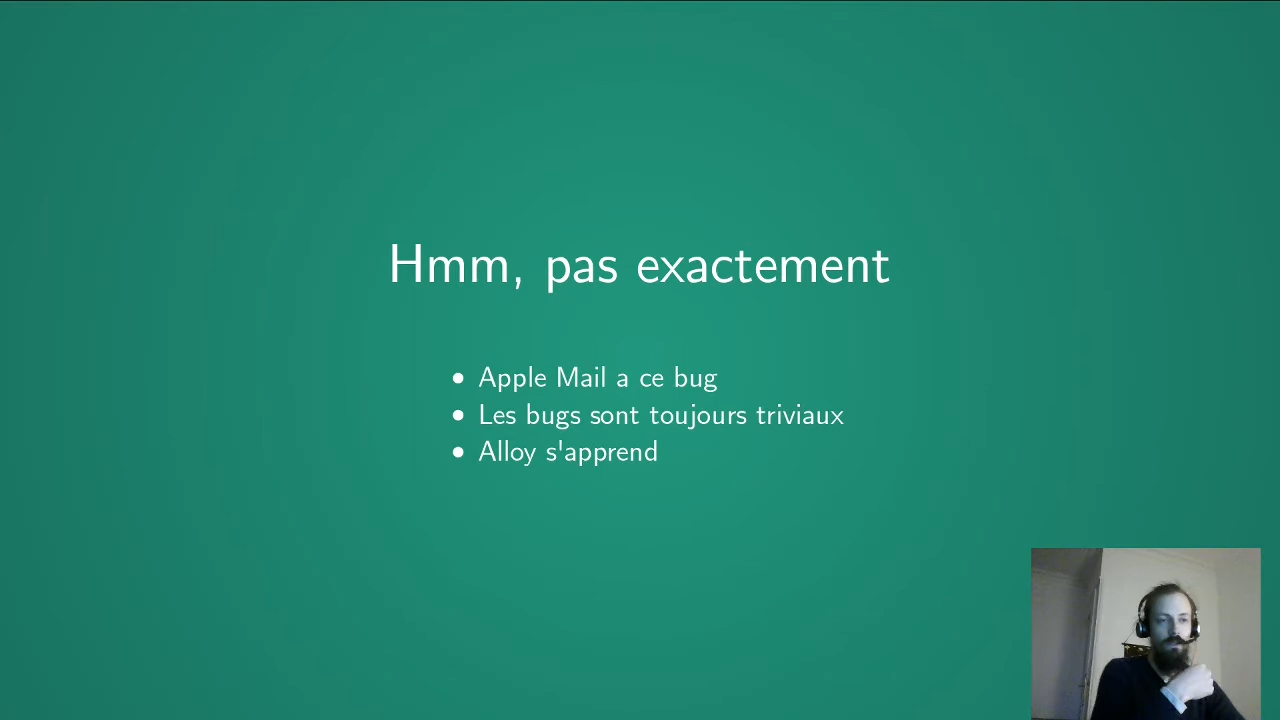 Hmm, pas exactement
• Apple Mail a ce bug
• Les bugs sont toujours triviaux
• Alloy s'apprend